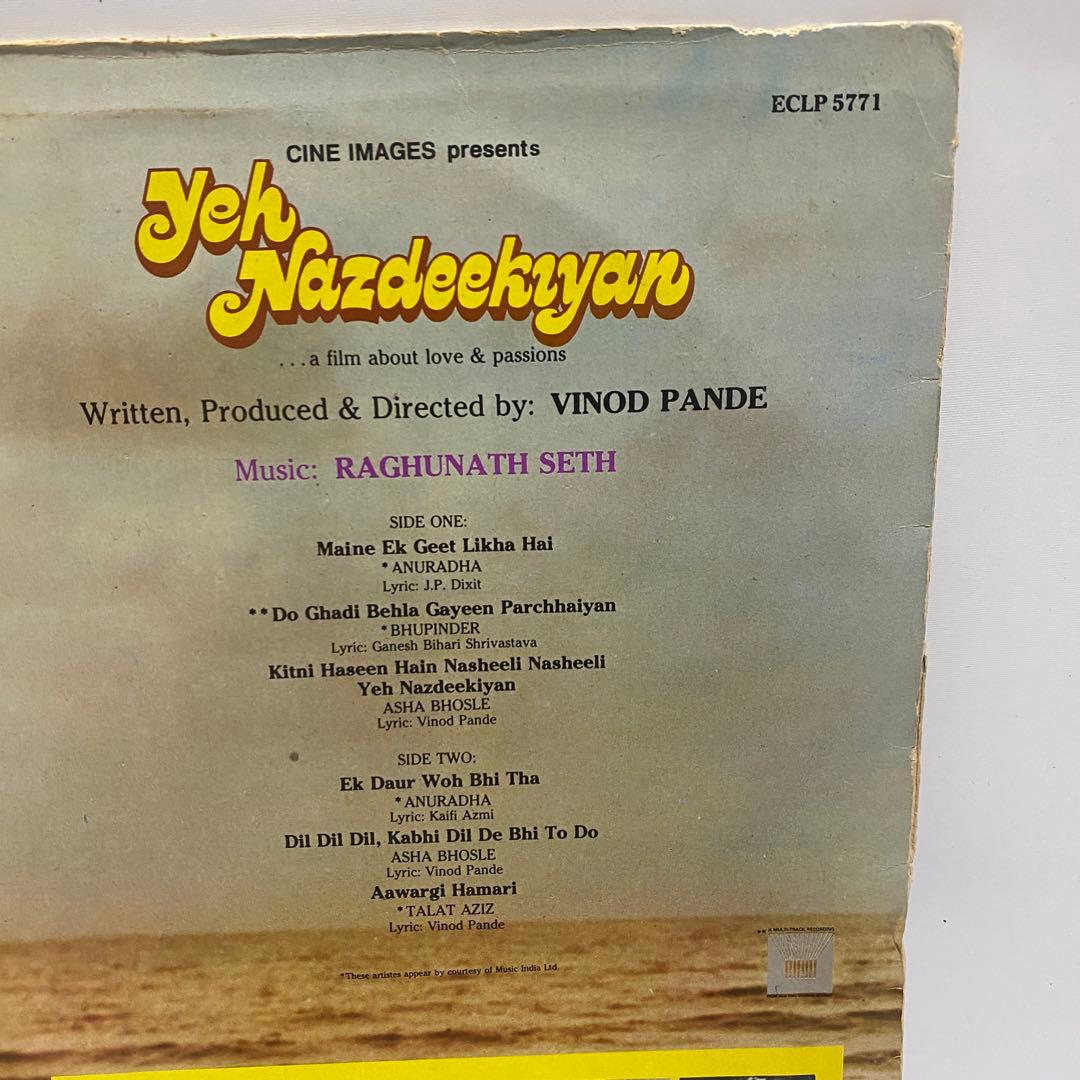 ECLP 5771
CINE IMAGES presents
Yeh
Nazdeekiyan
...a film about love & passions
Written, Produced & Directed by: VINOD PANDE
Music: RAGHUNATH SETH
SIDE ONE:
Maine Ek Geet Likha Hai
*ANURADHA
Lyric: J.P. Dixit
**Do Ghadi Behla Gayeen Parchhaiyan
*BHUPINDER
Lyric: Ganesh Bihari Shrivastava
Kitni Haseen Hain Nasheeli Nasheeli
Yeh Nazdeekiyan
ASHA BHOSLE
Lyric: Vinod Pande
SIDE TWO:
Ek Daur Woh Bhi Tha
*ANURADHA
Lyric: Kaifi Azmi
Dil Dil Dil, Kabhi Dil De Bhi To Do
ASHA BHOSLE
Lyric: Vinod Pande
Aawargi Hamari
*TALAT AZIZ
Lyric: Vinod Pande
** A MULTI-TRACK RECORDING
*These artistes appear by courtesy of Music India Ltd.